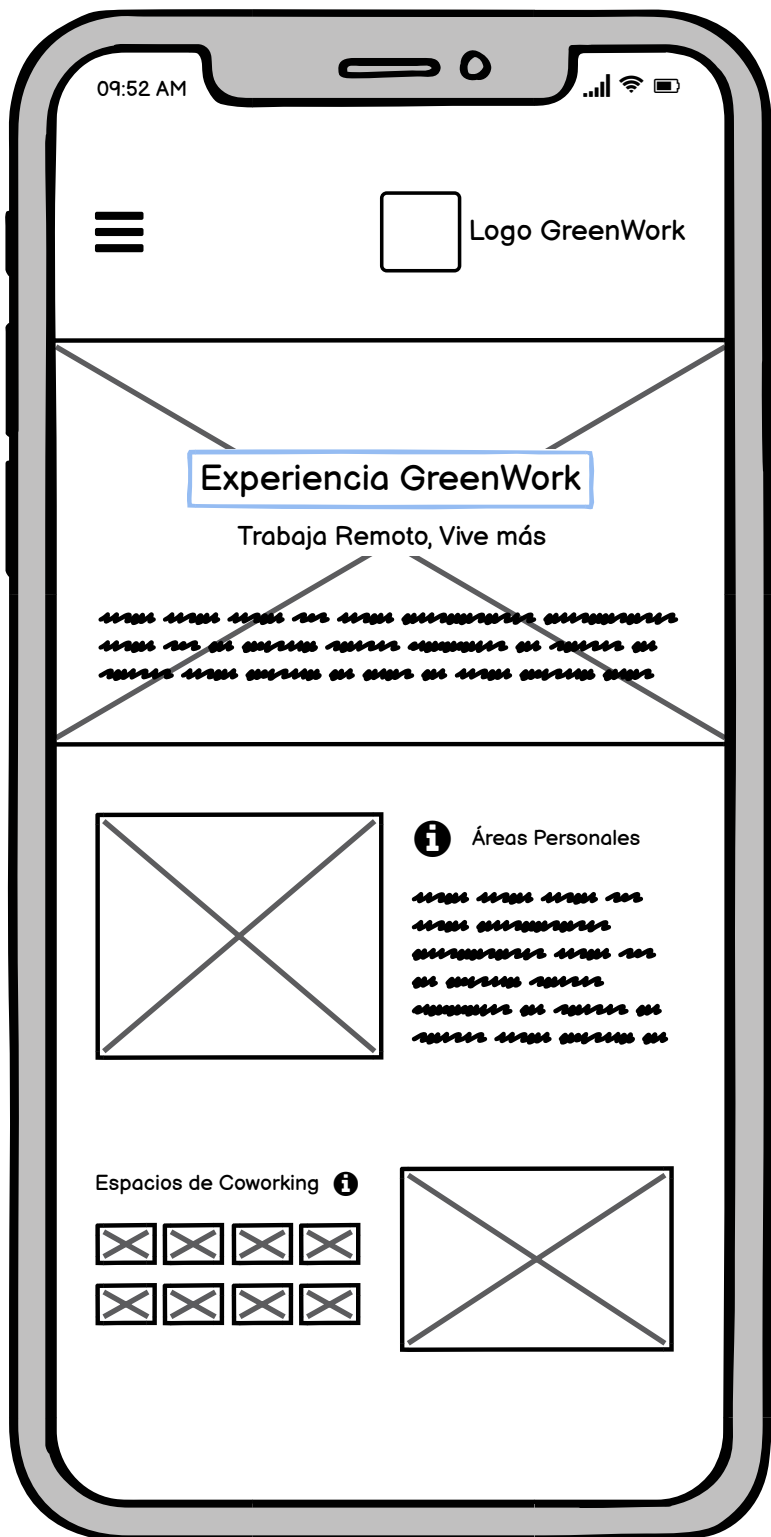 09:52 AM
Logo GreenWork
Experiencia GreenWork
Trabaja Remoto, Vive más
Áreas Personales
Espacios de Coworking